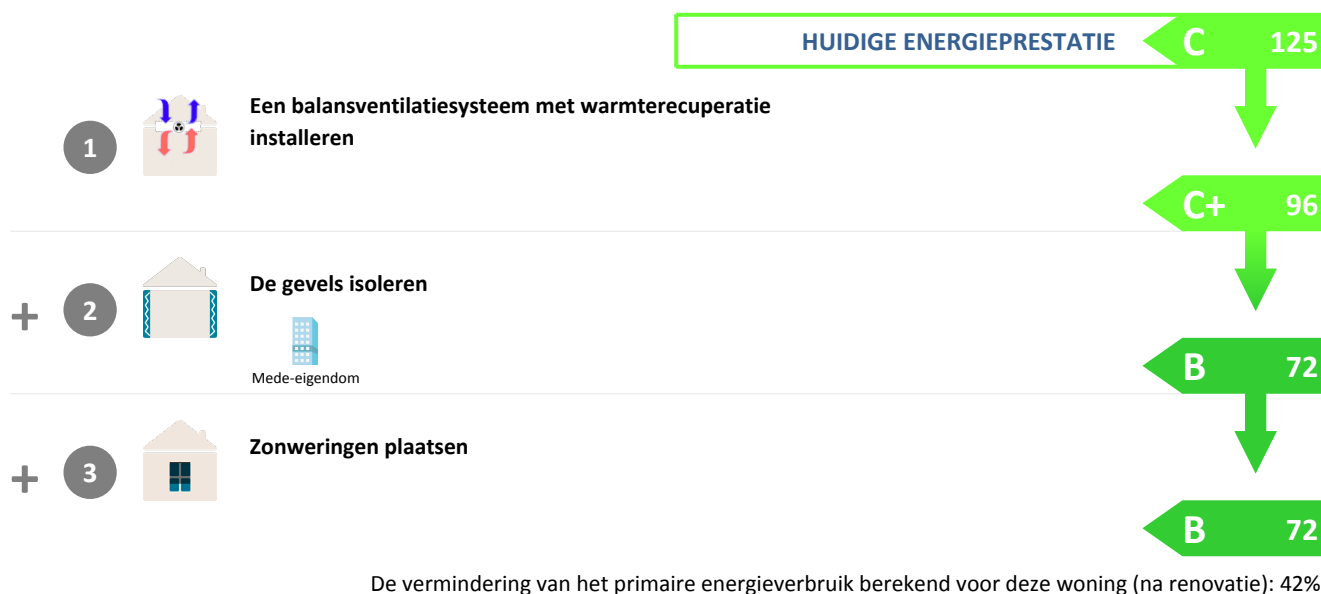 HUIDIGE ENERGIEPRESTATIE C 125
1 Een balansventilatiesysteem met warmterecuperatie
installeren
C+ 96
+ 2 De gevels isoleren
Mede-eigendom
B 72
+ 3 Zonweringen plaatsen
B 72
De vermindering van het primaire energieverbruik berekend voor deze woning (na renovatie): 42%